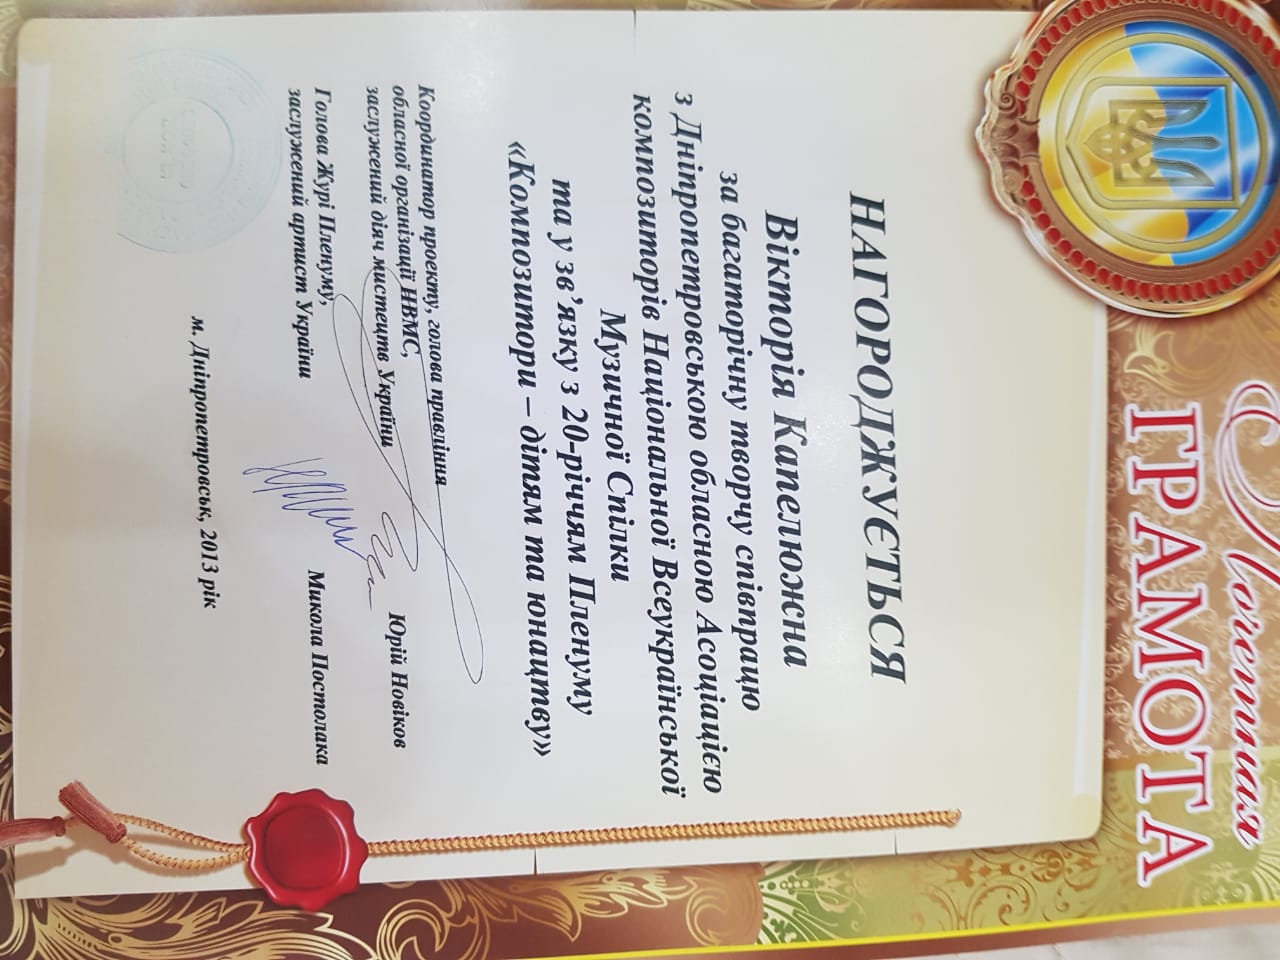 Почетная
ГРАМОТА
НАГОРОДЖУЄТЬСЯ
Вікторія Капелюжна
за багаторічну творчу співпрацю
з Дніпропетровською обласною Асоціацією
композиторів Національної Всеукраїнської
Музичної Спілки
та у зв’язку з 20-річчям Пленуму
«Композитори – дітям та юнацтву»
Координатор проекту, голова правління
обласної організації НВМС,
заслужений діяч мистецтв України Юрій Новіков
Голова Журі Пленуму,
заслужений артист України Микола Постолака
м. Дніпропетровськ, 2013 рік